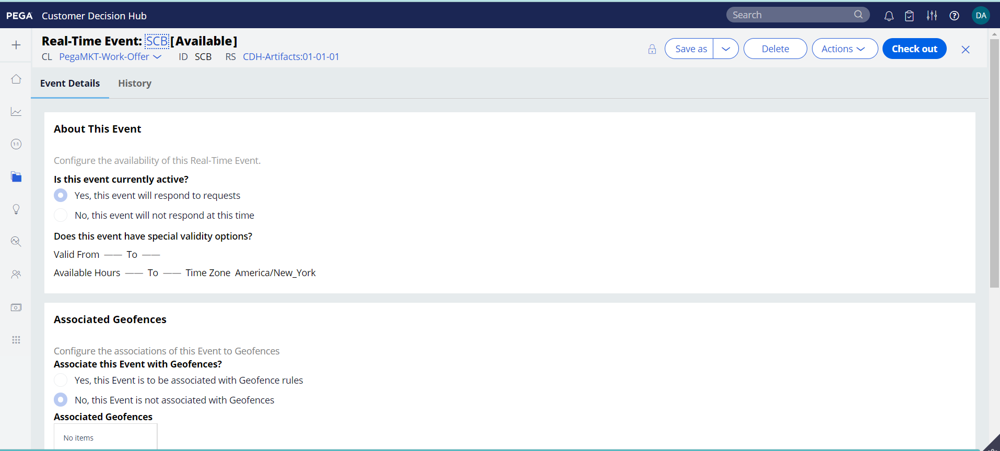 PEGA Customer Decision Hub Search DA
Real-Time Event: SCB [Available]
CL PegaMKT-Work-Offer ID SCB RS CDH-Artifacts:01-01-01
Save as Delete Actions Check out
Event Details History
About This Event
Configure the availability of this Real-Time Event.
Is this event currently active?
Yes, this event will respond to requests
No, this event will not respond at this time
Does this event have special validity options?
Valid From —— To ——
Available Hours —— To —— Time Zone America/New_York
Associated Geofences
Configure the associations of this Event to Geofences
Associate this Event with Geofences?
Yes, this Event is to be associated with Geofence rules
No, this Event is not associated with Geofences
Associated Geofences
No items
1:1